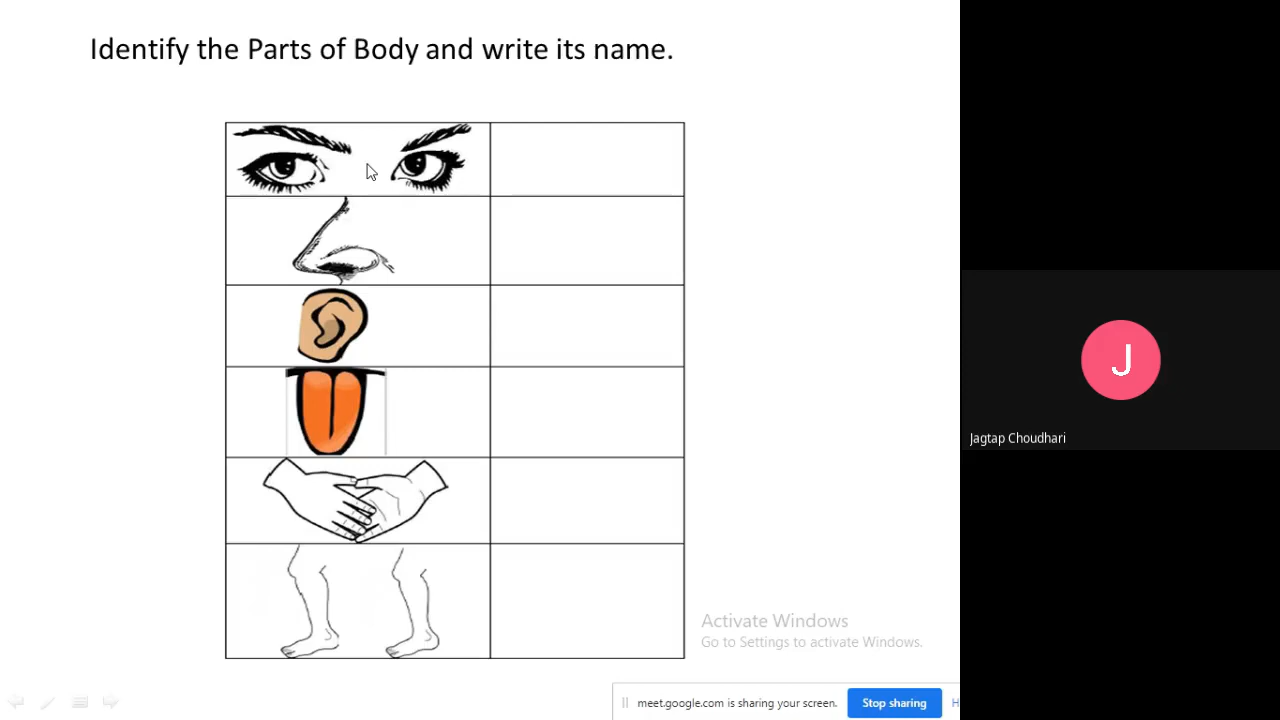 Identify the Parts of Body and write its name.
J
Jagtap Choudhari
Activate Windows
Go to Settings to activate Windows.
meet.google.com is sharing your screen.
Stop sharing